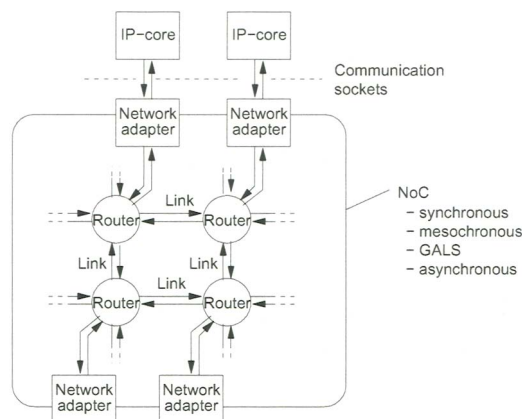 IP-core IP-core
Communication
sockets
Network
adapter
Network
adapter
Link
Router
Router
NoC
- synchronous
- mesochronous
- GALS
- asynchronous
Link
Link
Link
Router
Router
Network
adapter
Network
adapter